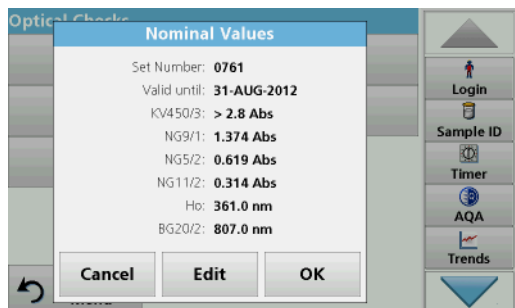 Optical Checks
Nominal Values
Set Number: 0761
Valid until: 31-AUG-2012
KV450/3: > 2.8 Abs
NG9/1: 1.374 Abs
NG5/2: 0.619 Abs
NG11/2: 0.314 Abs
Ho: 361.0 nm
BG20/2: 807.0 nm
Cancel
Edit
OK
Menu
Login
Sample ID
Timer
AQA
Trends